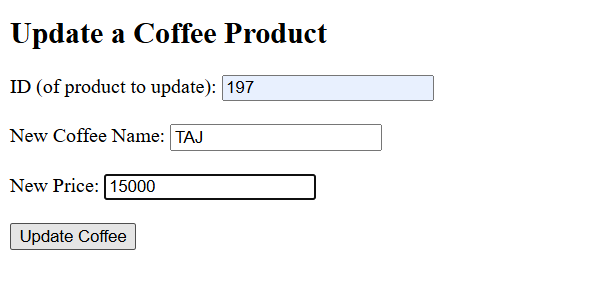 Update a Coffee Product
ID (of product to update): 197
New Coffee Name: TAJ
New Price: 15000
Update Coffee